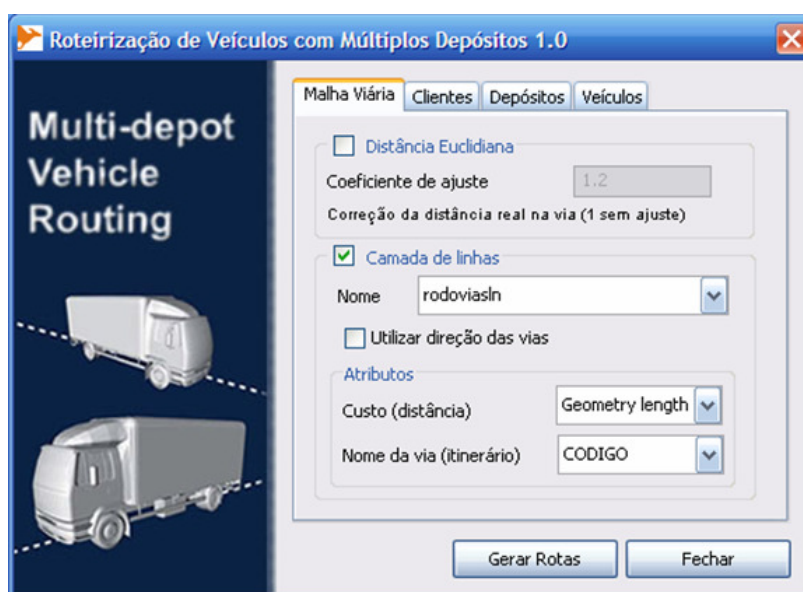 Roteirização de Veículos com Múltiplos Depósitos 1.0
Multi-depot
Vehicle
Routing
Malha Viária Clientes Depósitos Veículos
Distância Euclidiana
Coeficiente de ajuste 1.2
Correção da distância real na via (1 sem ajuste)
Camada de linhas
Nome rodoviasln
Utilizar direção das vias
Atributos
Custo (distância) Geometry length
Nome da via (itinerário) CODIGO
Gerar Rotas Fechar